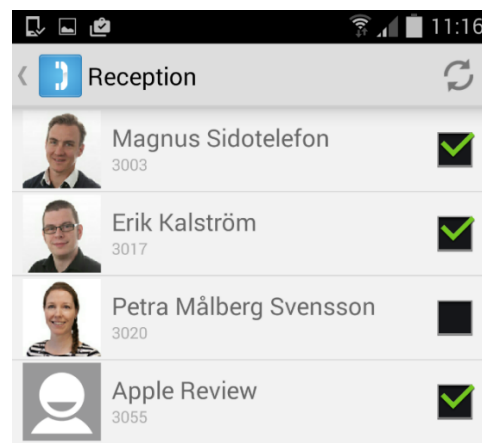 11:16
Reception
Magnus Sidotelefon
3003
Erik Kalström
3017
Petra Målberg Svensson
3020
Apple Review
3055